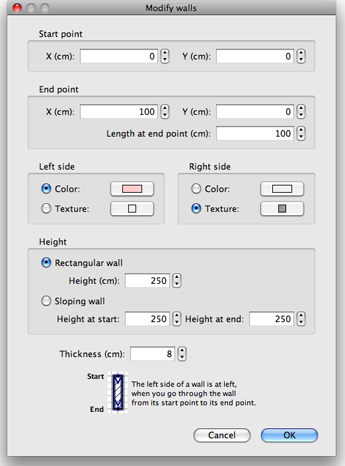 Modify walls
Start point
X (cm): 0 Y (cm): 0
End point
X (cm): 100 Y (cm): 0
Length at end point (cm): 100
Left side Right side
Color: Color:
Texture: Texture:
Height
Rectangular wall
Height (cm): 250
Sloping wall
Height at start: 250 Height at end: 250
Thickness (cm): 8
Start
The left side of a wall is at left,
when you go through the wall
from its start point to its end point.
End
Cancel OK